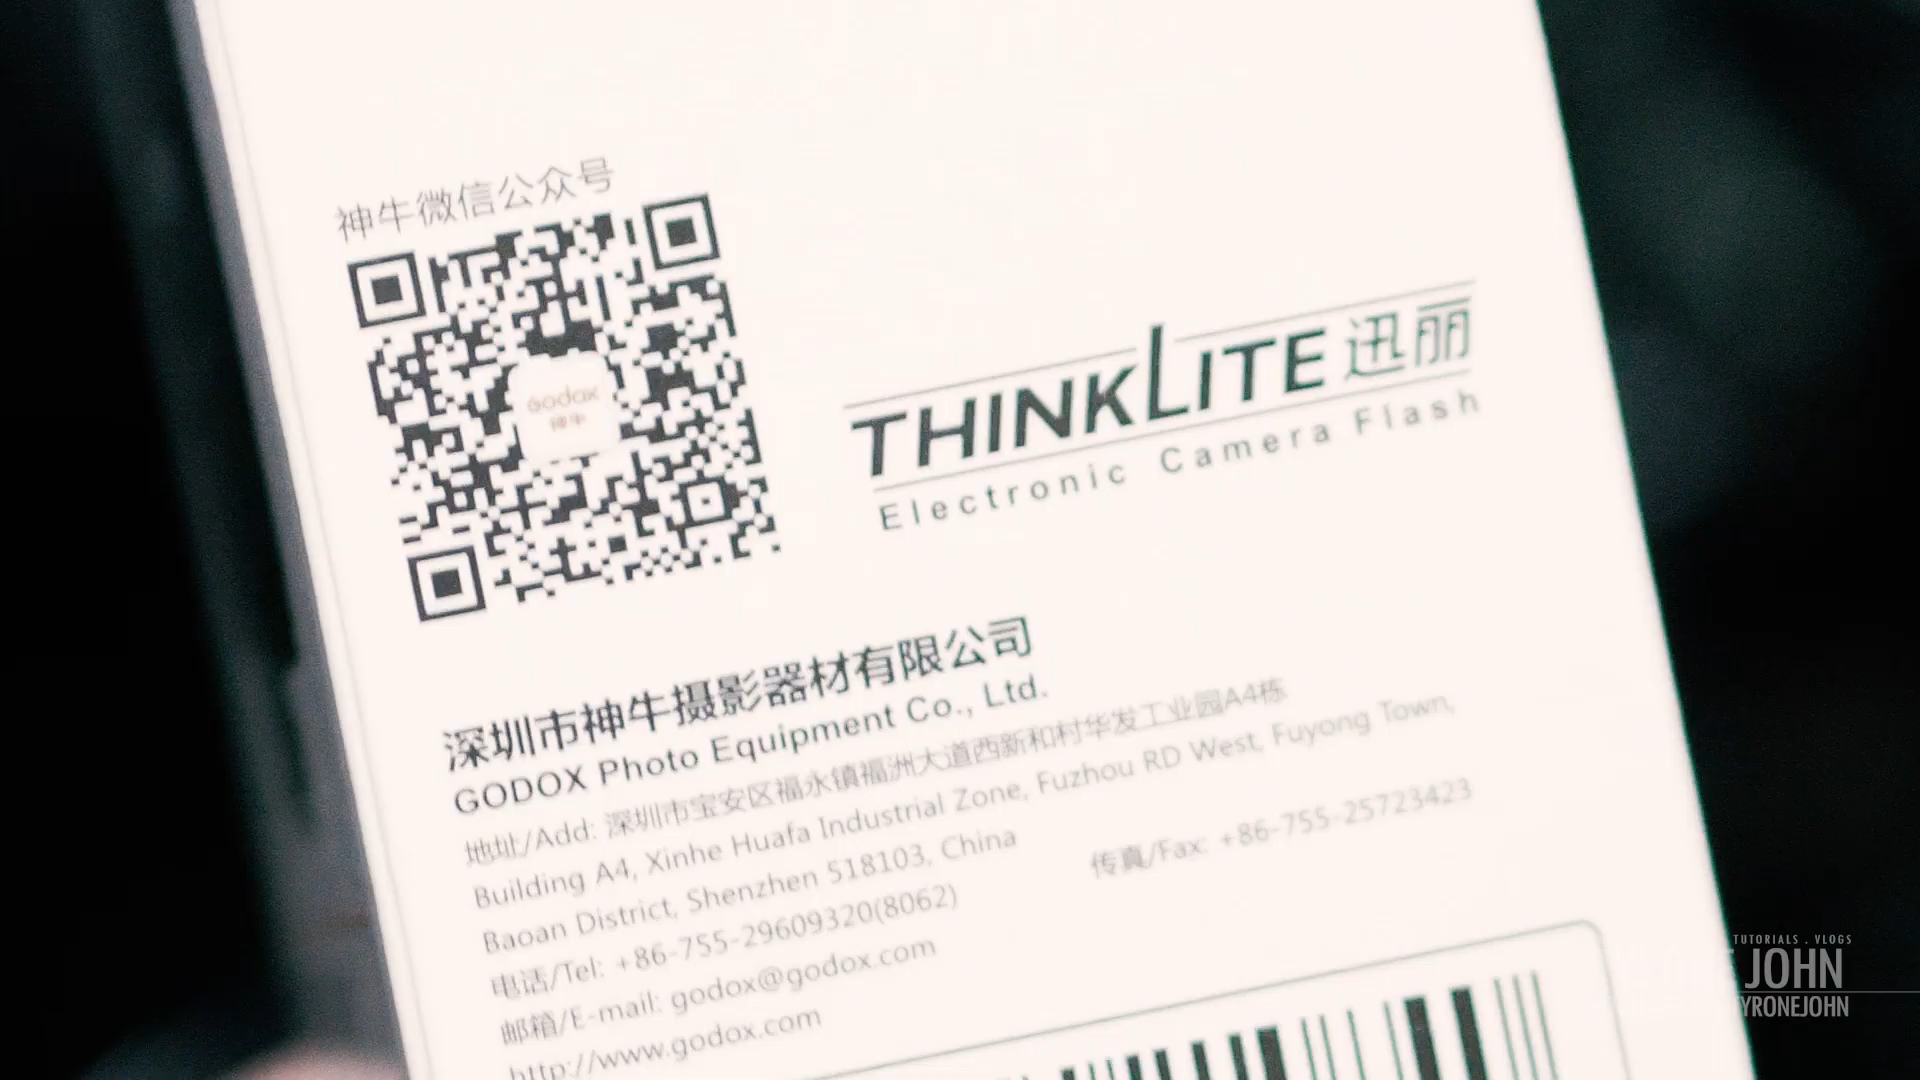 神牛微信公众号
Godox
神牛
THINKLITE 迅丽
Electronic Camera Flash
深圳市神牛摄影器材有限公司
GODOX Photo Equipment Co., Ltd.
地址/Add: 深圳市宝安区福永镇福洲大道西新和村华发工业园A4栋
Building A4, Xinhe Huafa Industrial Zone, Fuzhou RD West, Fuyong Town,
Baoan District, Shenzhen 518103, China
电话/Tel: +86-755-29609320(8062) 传真/Fax: +86-755-25723423
邮箱/E-mail: godox@godox.com
http://www.godox.com
TUTORIALS . VLOGS
JOHN
TYRONEJOHN